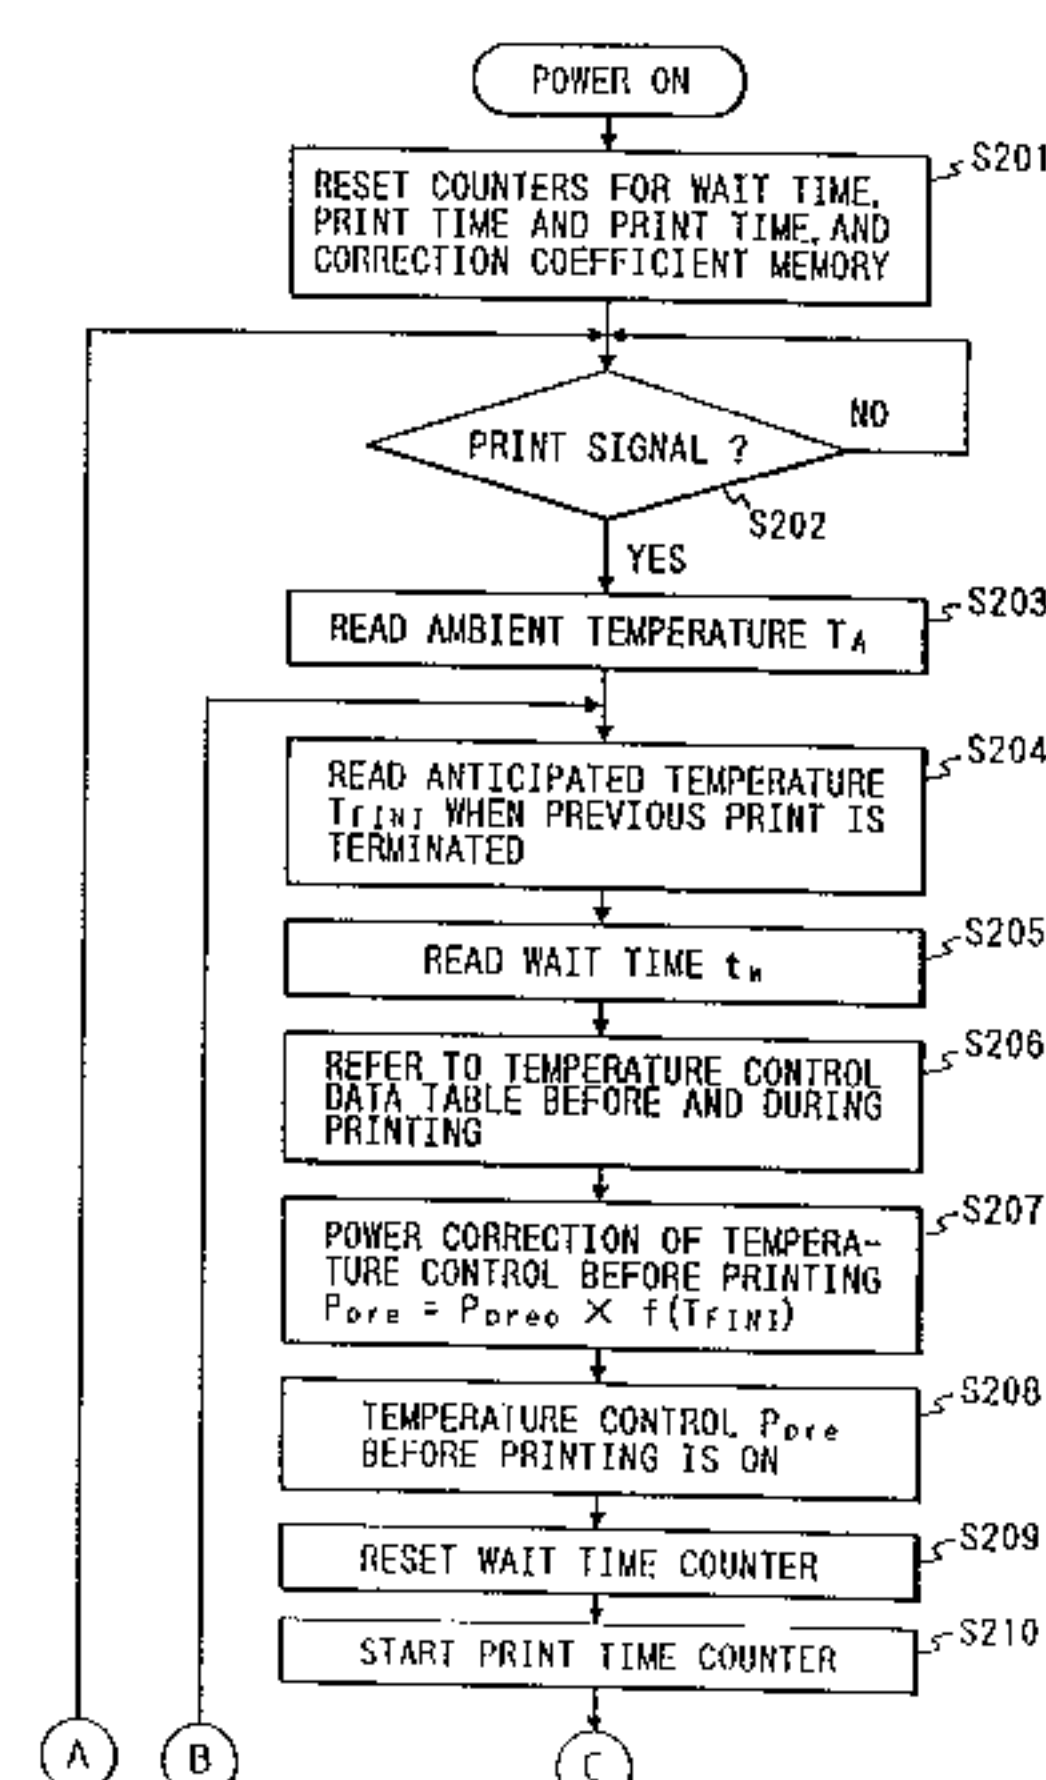 POWER ON
S201
RESET COUNTERS FOR WAIT TIME,
PRINT TIME AND PRINT TIME, AND
CORRECTION COEFFICIENT MEMORY
NO
PRINT SIGNAL ?
S202
YES
S203
READ AMBIENT TEMPERATURE TA
S204
READ ANTICIPATED TEMPERATURE
TFINI WHEN PREVIOUS PRINT IS
TERMINATED
S205
READ WAIT TIME tw
S206
REFER TO TEMPERATURE CONTROL
DATA TABLE BEFORE AND DURING
PRINTING
S207
POWER CORRECTION OF TEMPERA-
TURE CONTROL BEFORE PRINTING
Ppre = Ppreo × f(TFINI)
S208
TEMPERATURE CONTROL Ppre
BEFORE PRINTING IS ON
S209
RESET WAIT TIME COUNTER
S210
START PRINT TIME COUNTER
A
B
C